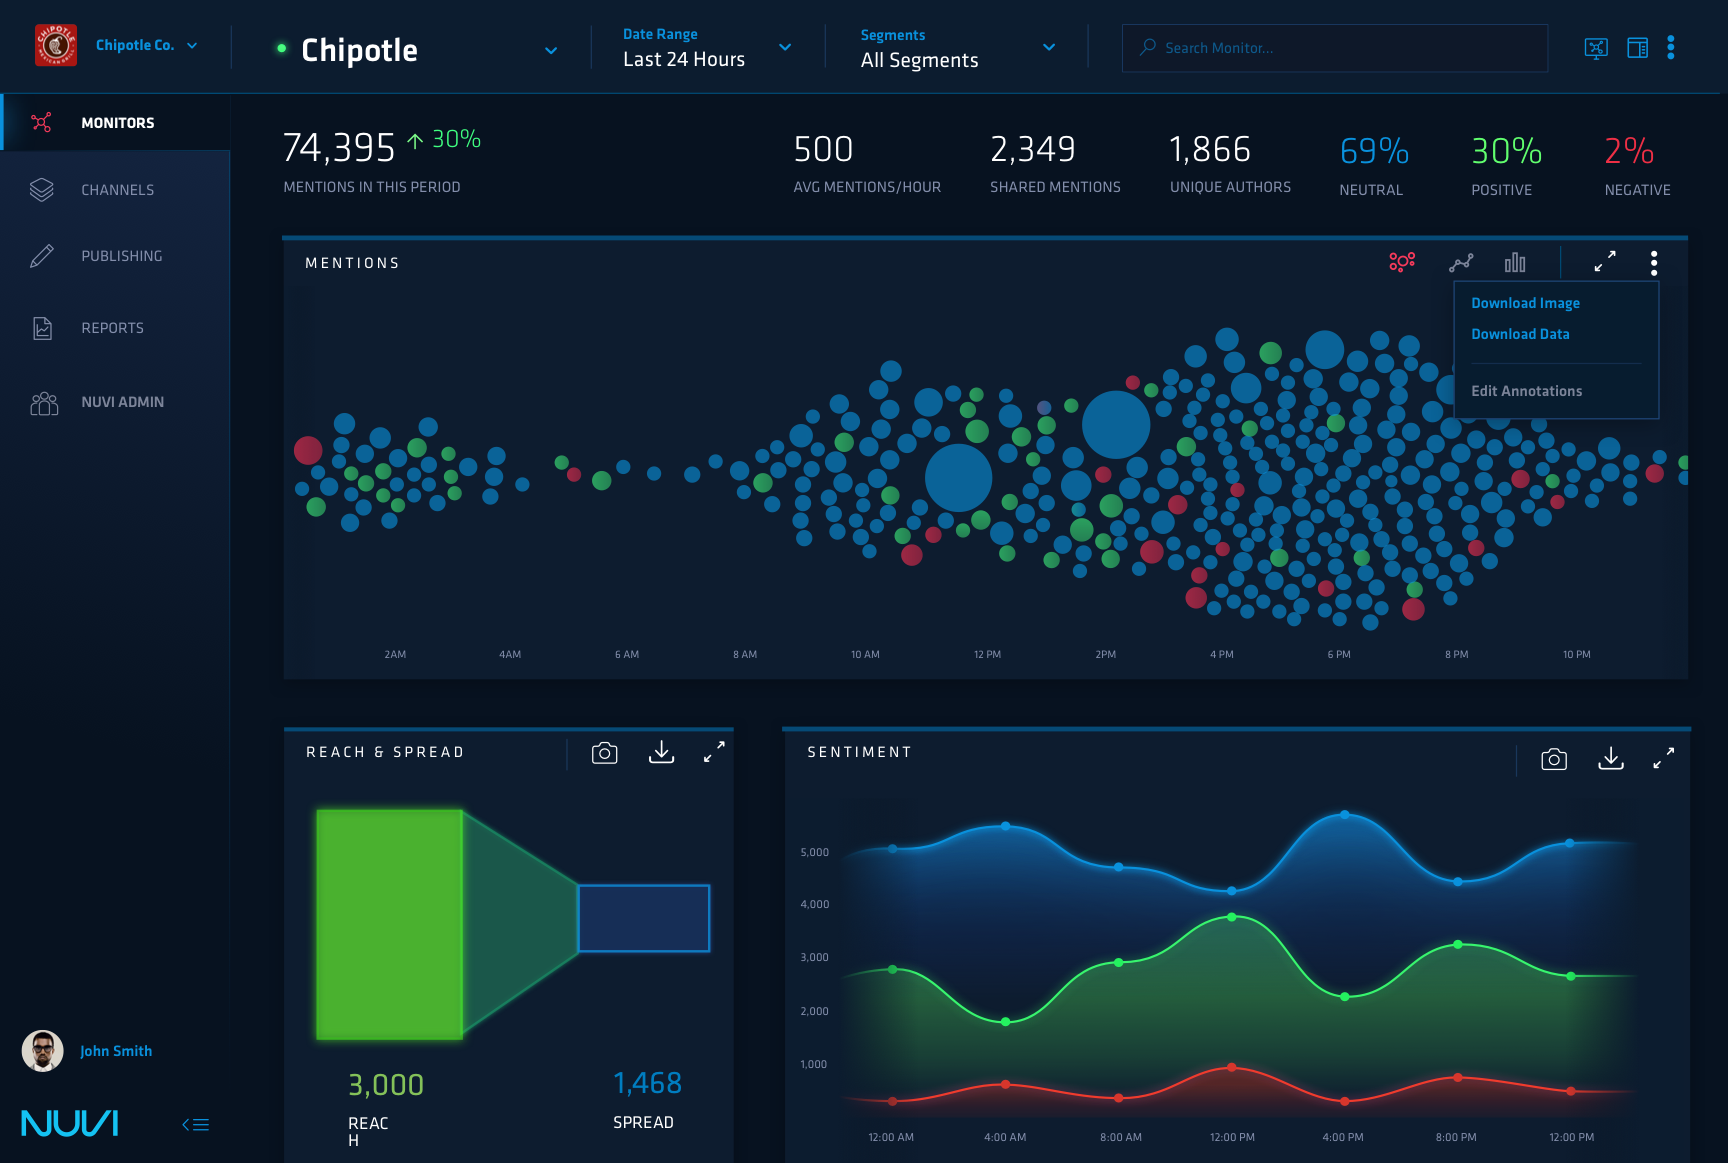 Chipotle Co.
Chipotle
Date Range
Last 24 Hours
Segments
All Segments
Search Monitor...
MONITORS
CHANNELS
PUBLISHING
REPORTS
NUVI ADMIN
John Smith
NUVI
74,395
30%
MENTIONS IN THIS PERIOD
500
AVG MENTIONS/HOUR
2,349
SHARED MENTIONS
1,866
UNIQUE AUTHORS
69%
NEUTRAL
30%
POSITIVE
2%
NEGATIVE
MENTIONS
Download Image
Download Data
Edit Annotations
2AM 4AM 6 AM 8 AM 10 AM 12 PM 2PM 4 PM 6 PM 8 PM 10 PM
REACH & SPREAD
3,000
REAC
H
1,468
SPREAD
SENTIMENT
5,000
4,000
3,000
2,000
1,000
12:00 AM 4:00 AM 8:00 AM 12:00 PM 4:00 PM 8:00 PM 12:00 PM